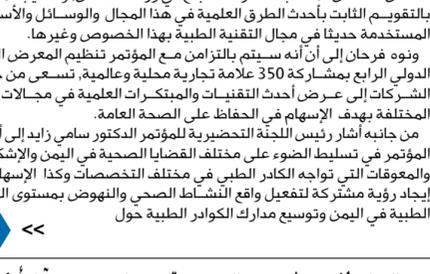 بالتقويم الثابت بأحدث الطرق العلمية في هذا المجال والوسائل والأس
المستخدمة حديثا في مجال التقنية الطبية بهذا الخصوص وغيرها.
ونوه فرحان إلى أن أنه سيتم بالتزامن مع المؤتمر تنظيم المعرض ال
الدولي الرابع بمشاركة 350 علامة تجارية محلية وعالمية, تسعى من خ
الشركات إلى عرض أحدث التقنيات والمبتكرات العلمية في مجالات
المختلفة بهدف الإسهام في الحفاظ على الصحة العامة.
من جانبه أشار رئيس اللجنة التحضيرية للمؤتمر الدكتور سامي زايد إلى أ
المؤتمر في تسليط الضوء على مختلف القضايا الصحية في اليمن والإشك
والمعوقات التي تواجه الكادر الطبي في مختلف التخصصات وكذا الإسها
إيجاد رؤية مشتركة لتفعيل واقع النشاط الصحي والنهوض بمستوى ال
الطبية في اليمن وتوسيع مدارك الكوادر الطبية حول
>>